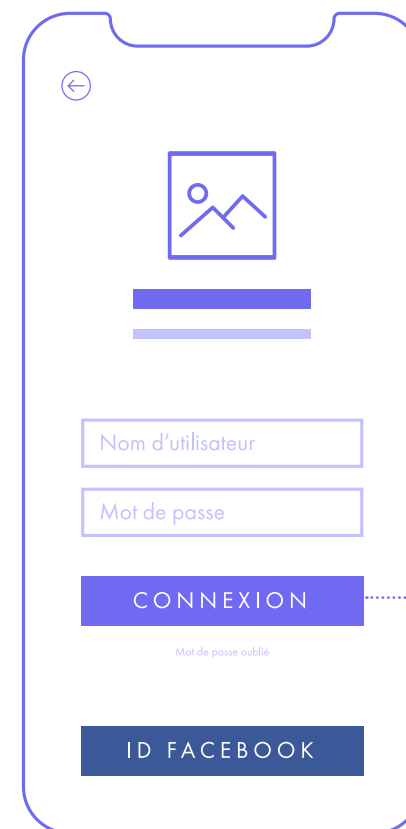 Nom d’utilisateur
Mot de passe
CONNEXION
Mot de passe oublié
ID FACEBOOK